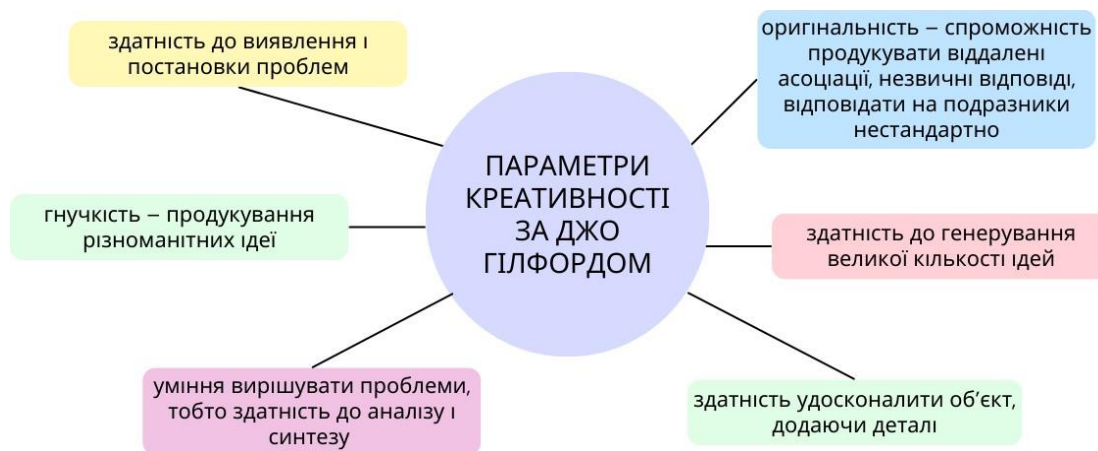 здатність до виявлення і
постановки проблем
оригінальність – спроможність
продукувати віддалені
асоціації, незвичні відповіді,
відповідати на подразники
нестандартно
ПАРАМЕТРИ
КРЕАТИВНОСТІ
ЗА ДЖО
ГІЛФОРДОМ
гнучкість – продукування
різноманітних ідеї
здатність до генерування
великої кількості ідей
уміння вирішувати проблеми,
тобто здатність до аналізу і
синтезу
здатність удосконалити об’єкт,
додаючи деталі